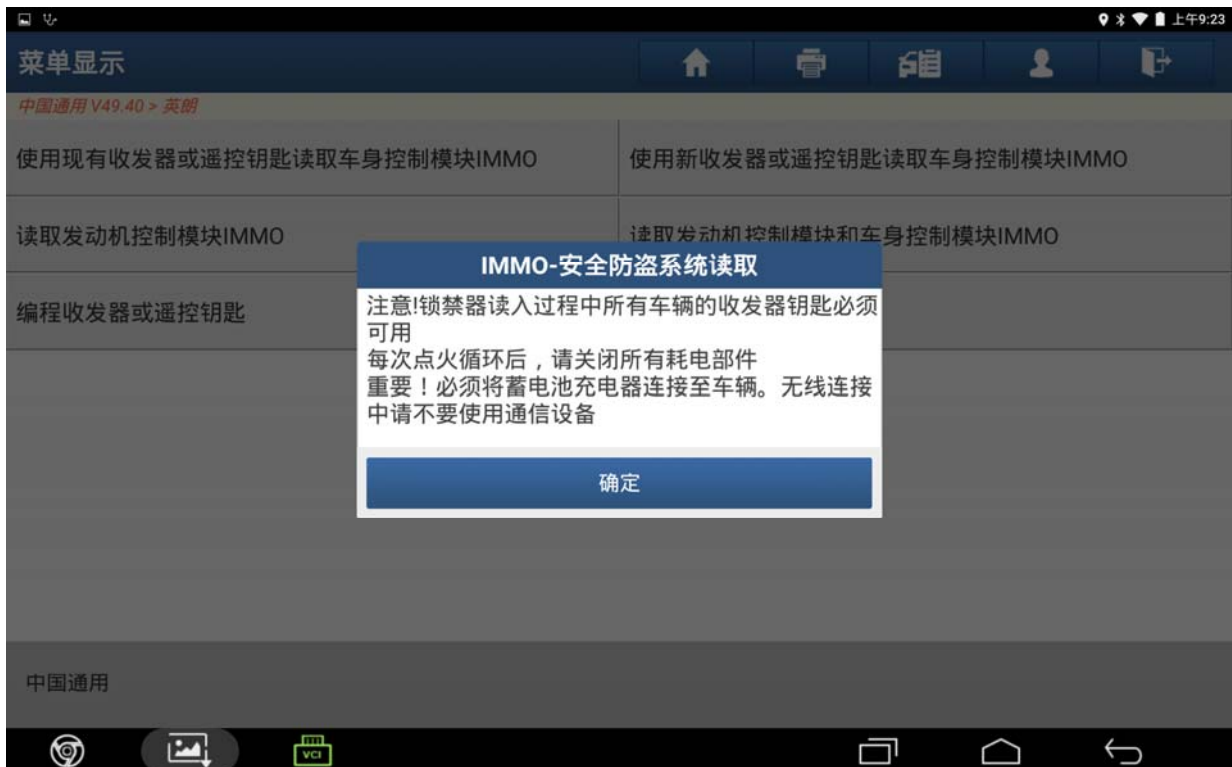 上午9:23
菜单显示
中国通用 V49.40 > 英朗
使用现有收发器或遥控钥匙读取车身控制模块IMMO
使用新收发器或遥控钥匙读取车身控制模块IMMO
读取发动机控制模块IMMO
读取发动机控制模块和车身控制模块IMMO
编程收发器或遥控钥匙
IMMO-安全防盗系统读取
注意!锁禁器读入过程中所有车辆的收发器钥匙必须
可用
每次点火循环后，请关闭所有耗电部件
重要！必须将蓄电池充电器连接至车辆。无线连接
中请不要使用通信设备
确定
中国通用
VCI